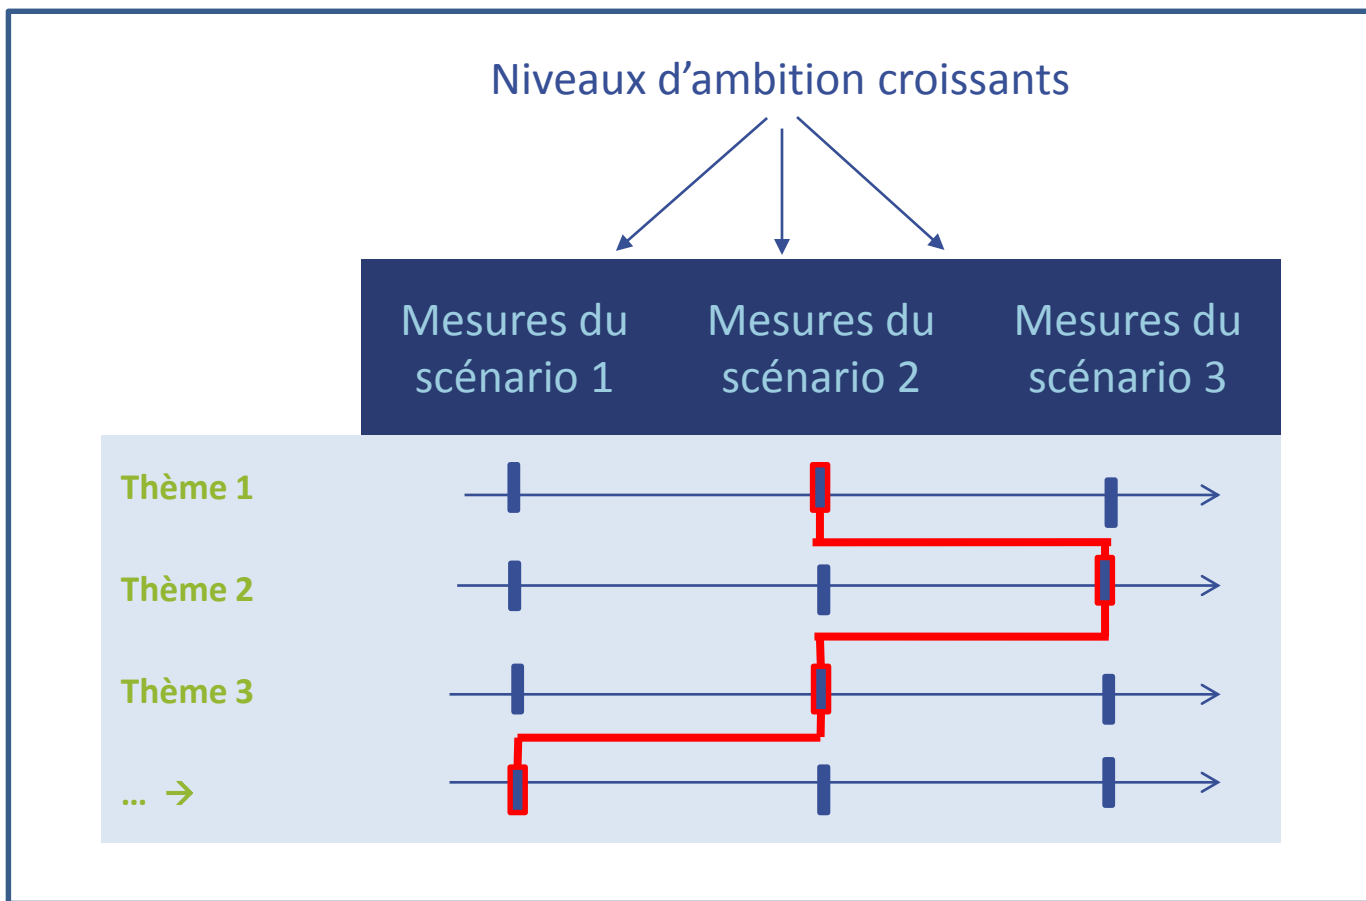 Niveaux d’ambition croissants
Mesures du
scénario 1
Mesures du
scénario 2
Mesures du
scénario 3
Thème 1
Thème 2
Thème 3
... →